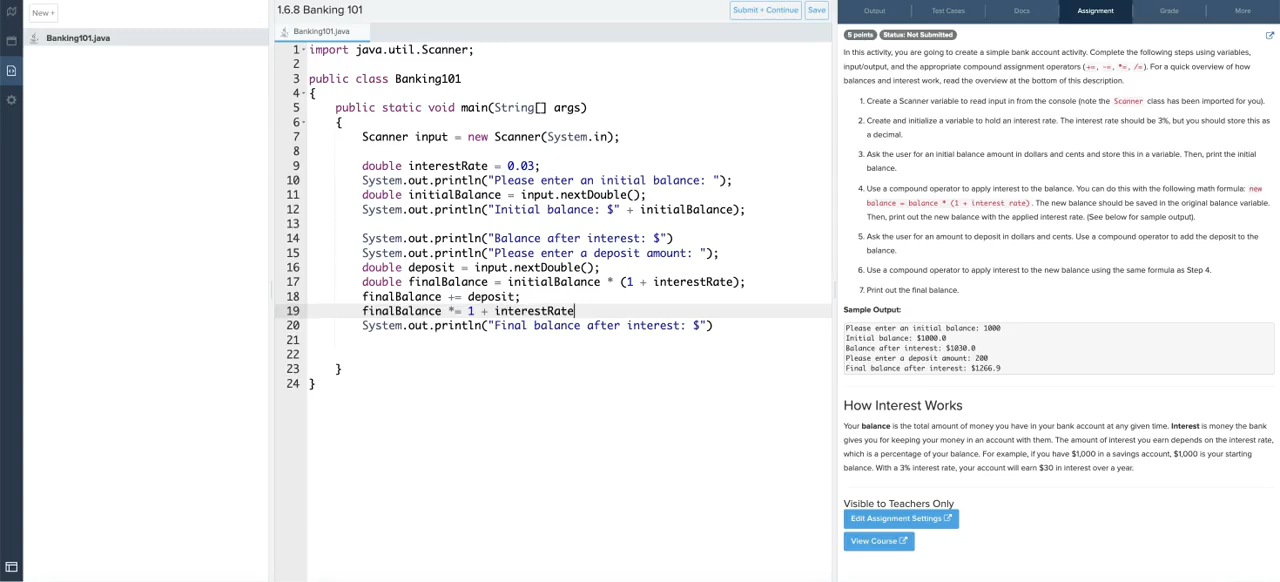 New +
Banking101.java
1.6.8 Banking 101
Submit + Continue
Save
Banking101.java
1 import java.util.Scanner;
2
3 public class Banking101
4 {
5 public static void main(String[] args)
6 {
7 Scanner input = new Scanner(System.in);
8
9 double interestRate = 0.03;
10 System.out.println("Please enter an initial balance: ");
11 double initialBalance = input.nextDouble();
12 System.out.println("Initial balance: $" + initialBalance);
13
14 System.out.println("Balance after interest: $")
15 System.out.println("Please enter a deposit amount: ");
16 double deposit = input.nextDouble();
17 double finalBalance = initialBalance * (1 + interestRate);
18 finalBalance += deposit;
19 finalBalance *= 1 + interestRate
20 System.out.println("Final balance after interest: $")
21
22
23 }
24 }
Output
Test Cases
Docs
Assignment
Grade
More
5 points
Status: Not Submitted
In this activity, you are going to create a simple bank account activity. Complete the following steps using variables,
input/output, and the appropriate compound assignment operators (+=, -=, *=, /=). For a quick overview of how
balances and interest work, read the overview at the bottom of this description.
1. Create a Scanner variable to read input in from the console (note the Scanner class has been imported for you).
2. Create and initialize a variable to hold an interest rate. The interest rate should be 3%, but you should store this as
a decimal.
3. Ask the user for an initial balance amount in dollars and cents and store this in a variable. Then, print the initial
balance.
4. Use a compound operator to apply interest to the balance. You can do this with the following math formula: new
balance = balance * (1 + interest rate). The new balance should be saved in the original balance variable.
Then, print out the new balance with the applied interest rate. (See below for sample output).
5. Ask the user for an amount to deposit in dollars and cents. Use a compound operator to add the deposit to the
balance.
6. Use a compound operator to apply interest to the new balance using the same formula as Step 4.
7. Print out the final balance.
Sample Output:
Please enter an initial balance: 1000
Initial balance: $1000.0
Balance after interest: $1030.0
Please enter a deposit amount: 200
Final balance after interest: $1266.9
How Interest Works
Your balance is the total amount of money you have in your bank account at any given time. Interest is money the bank
gives you for keeping your money in an account with them. The amount of interest you earn depends on the interest rate,
which is a percentage of your balance. For example, if you have $1,000 in a savings account, $1,000 is your starting
balance. With a 3% interest rate, your account will earn $30 in interest over a year.
Visible to Teachers Only
Edit Assignment Settings
View Course